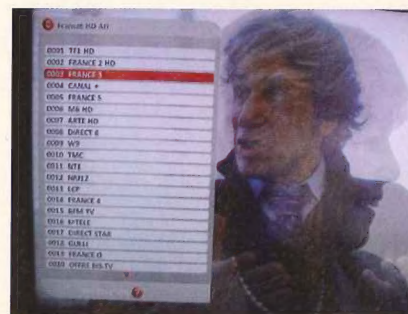 Fransat HD All
0001 TF1 HD
0002 FRANCE 2 HD
0003 FRANCE 3
0004 CANAL +
0005 FRANCE 5
0006 M6 HD
0007 ARTE HD
0008 DIRECT 8
0009 W9
0010 TMC
0011 NT1
0012 NRJ12
0013 LCP
0014 FRANCE 4
0015 BFM TV
0016 I>TELE
0017 DIRECT STAR
0018 GULLI
0019 FRANCE O
0020